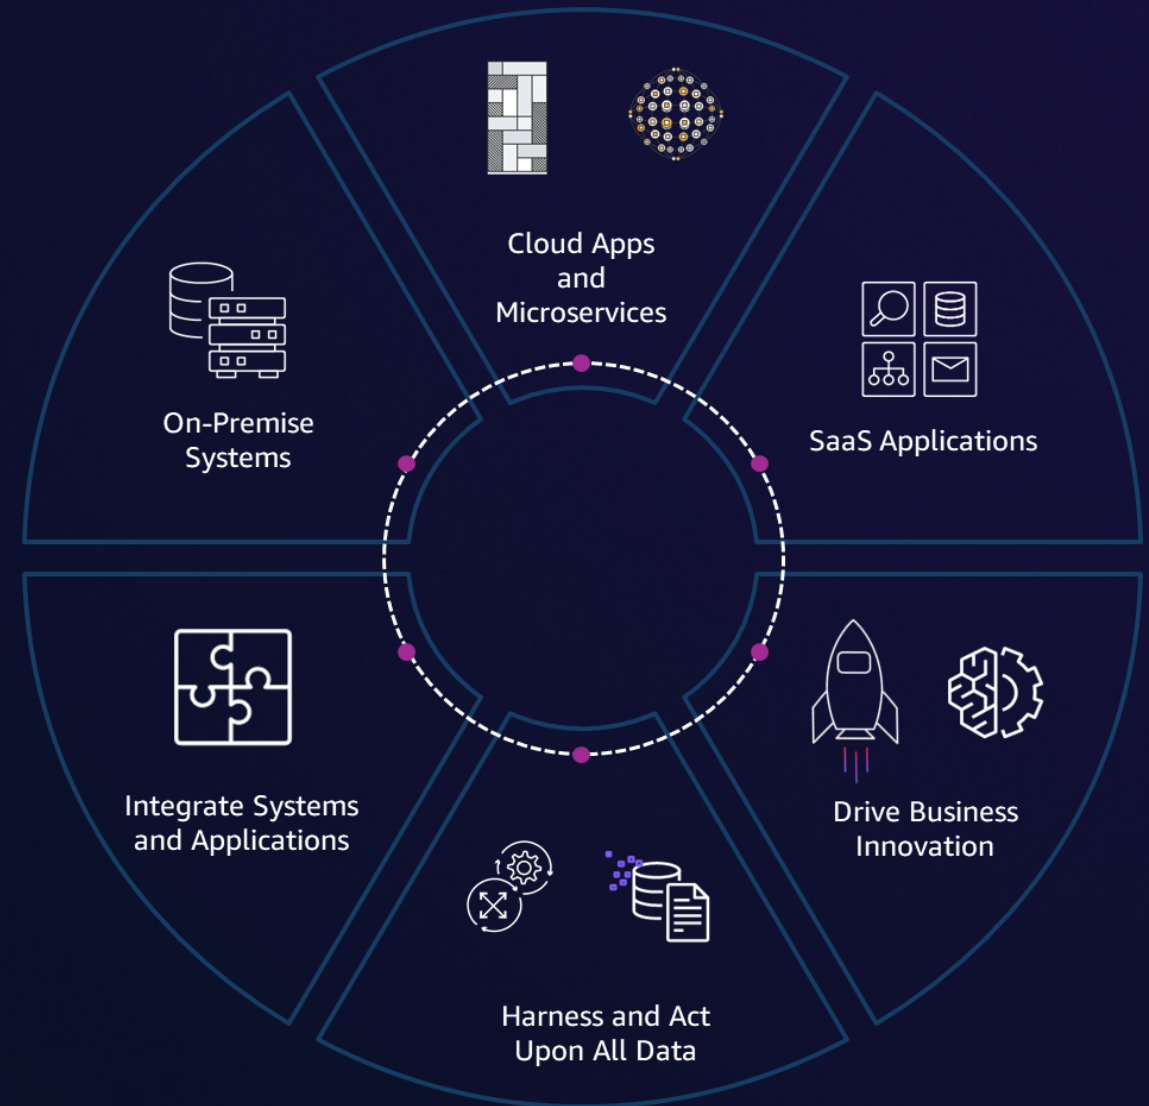 Cloud Apps
and
Microservices
On-Premise
Systems
SaaS Applications
Integrate Systems
and Applications
Drive Business
Innovation
Harness and Act
Upon All Data